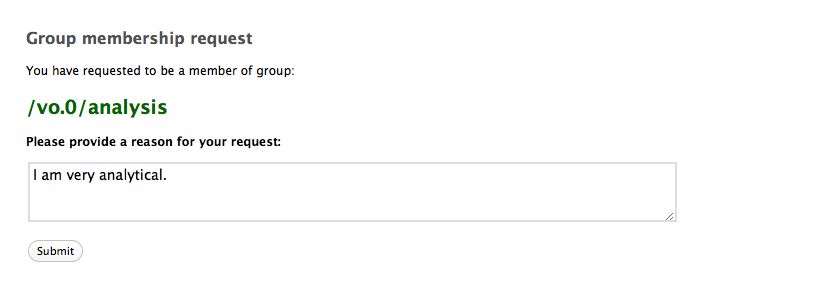 Group membership request
You have requested to be a member of group:
/vo.0/analysis
Please provide a reason for your request:
I am very analytical.
Submit